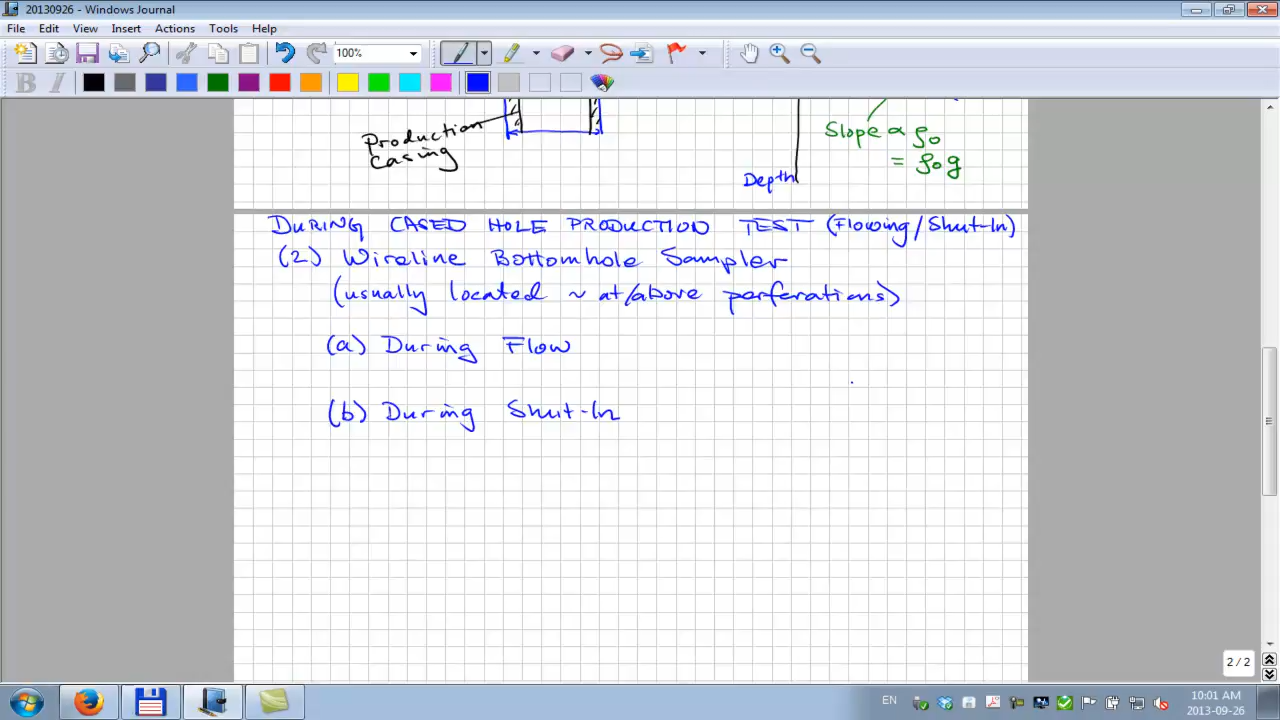 20130926 - Windows Journal
File Edit View Insert Actions Tools Help
100%
B I
Production
Casing
Slope ∝ ρo
= ρo g
Depth
DURING CASED HOLE PRODUCTION TEST (Flowing/Shut-In)
(2) Wireline Bottomhole Sampler
(usually located ~ at/above perforations)
(a) During Flow
(b) During Shut-In
2 / 2
EN
10:01 AM
2013-09-26